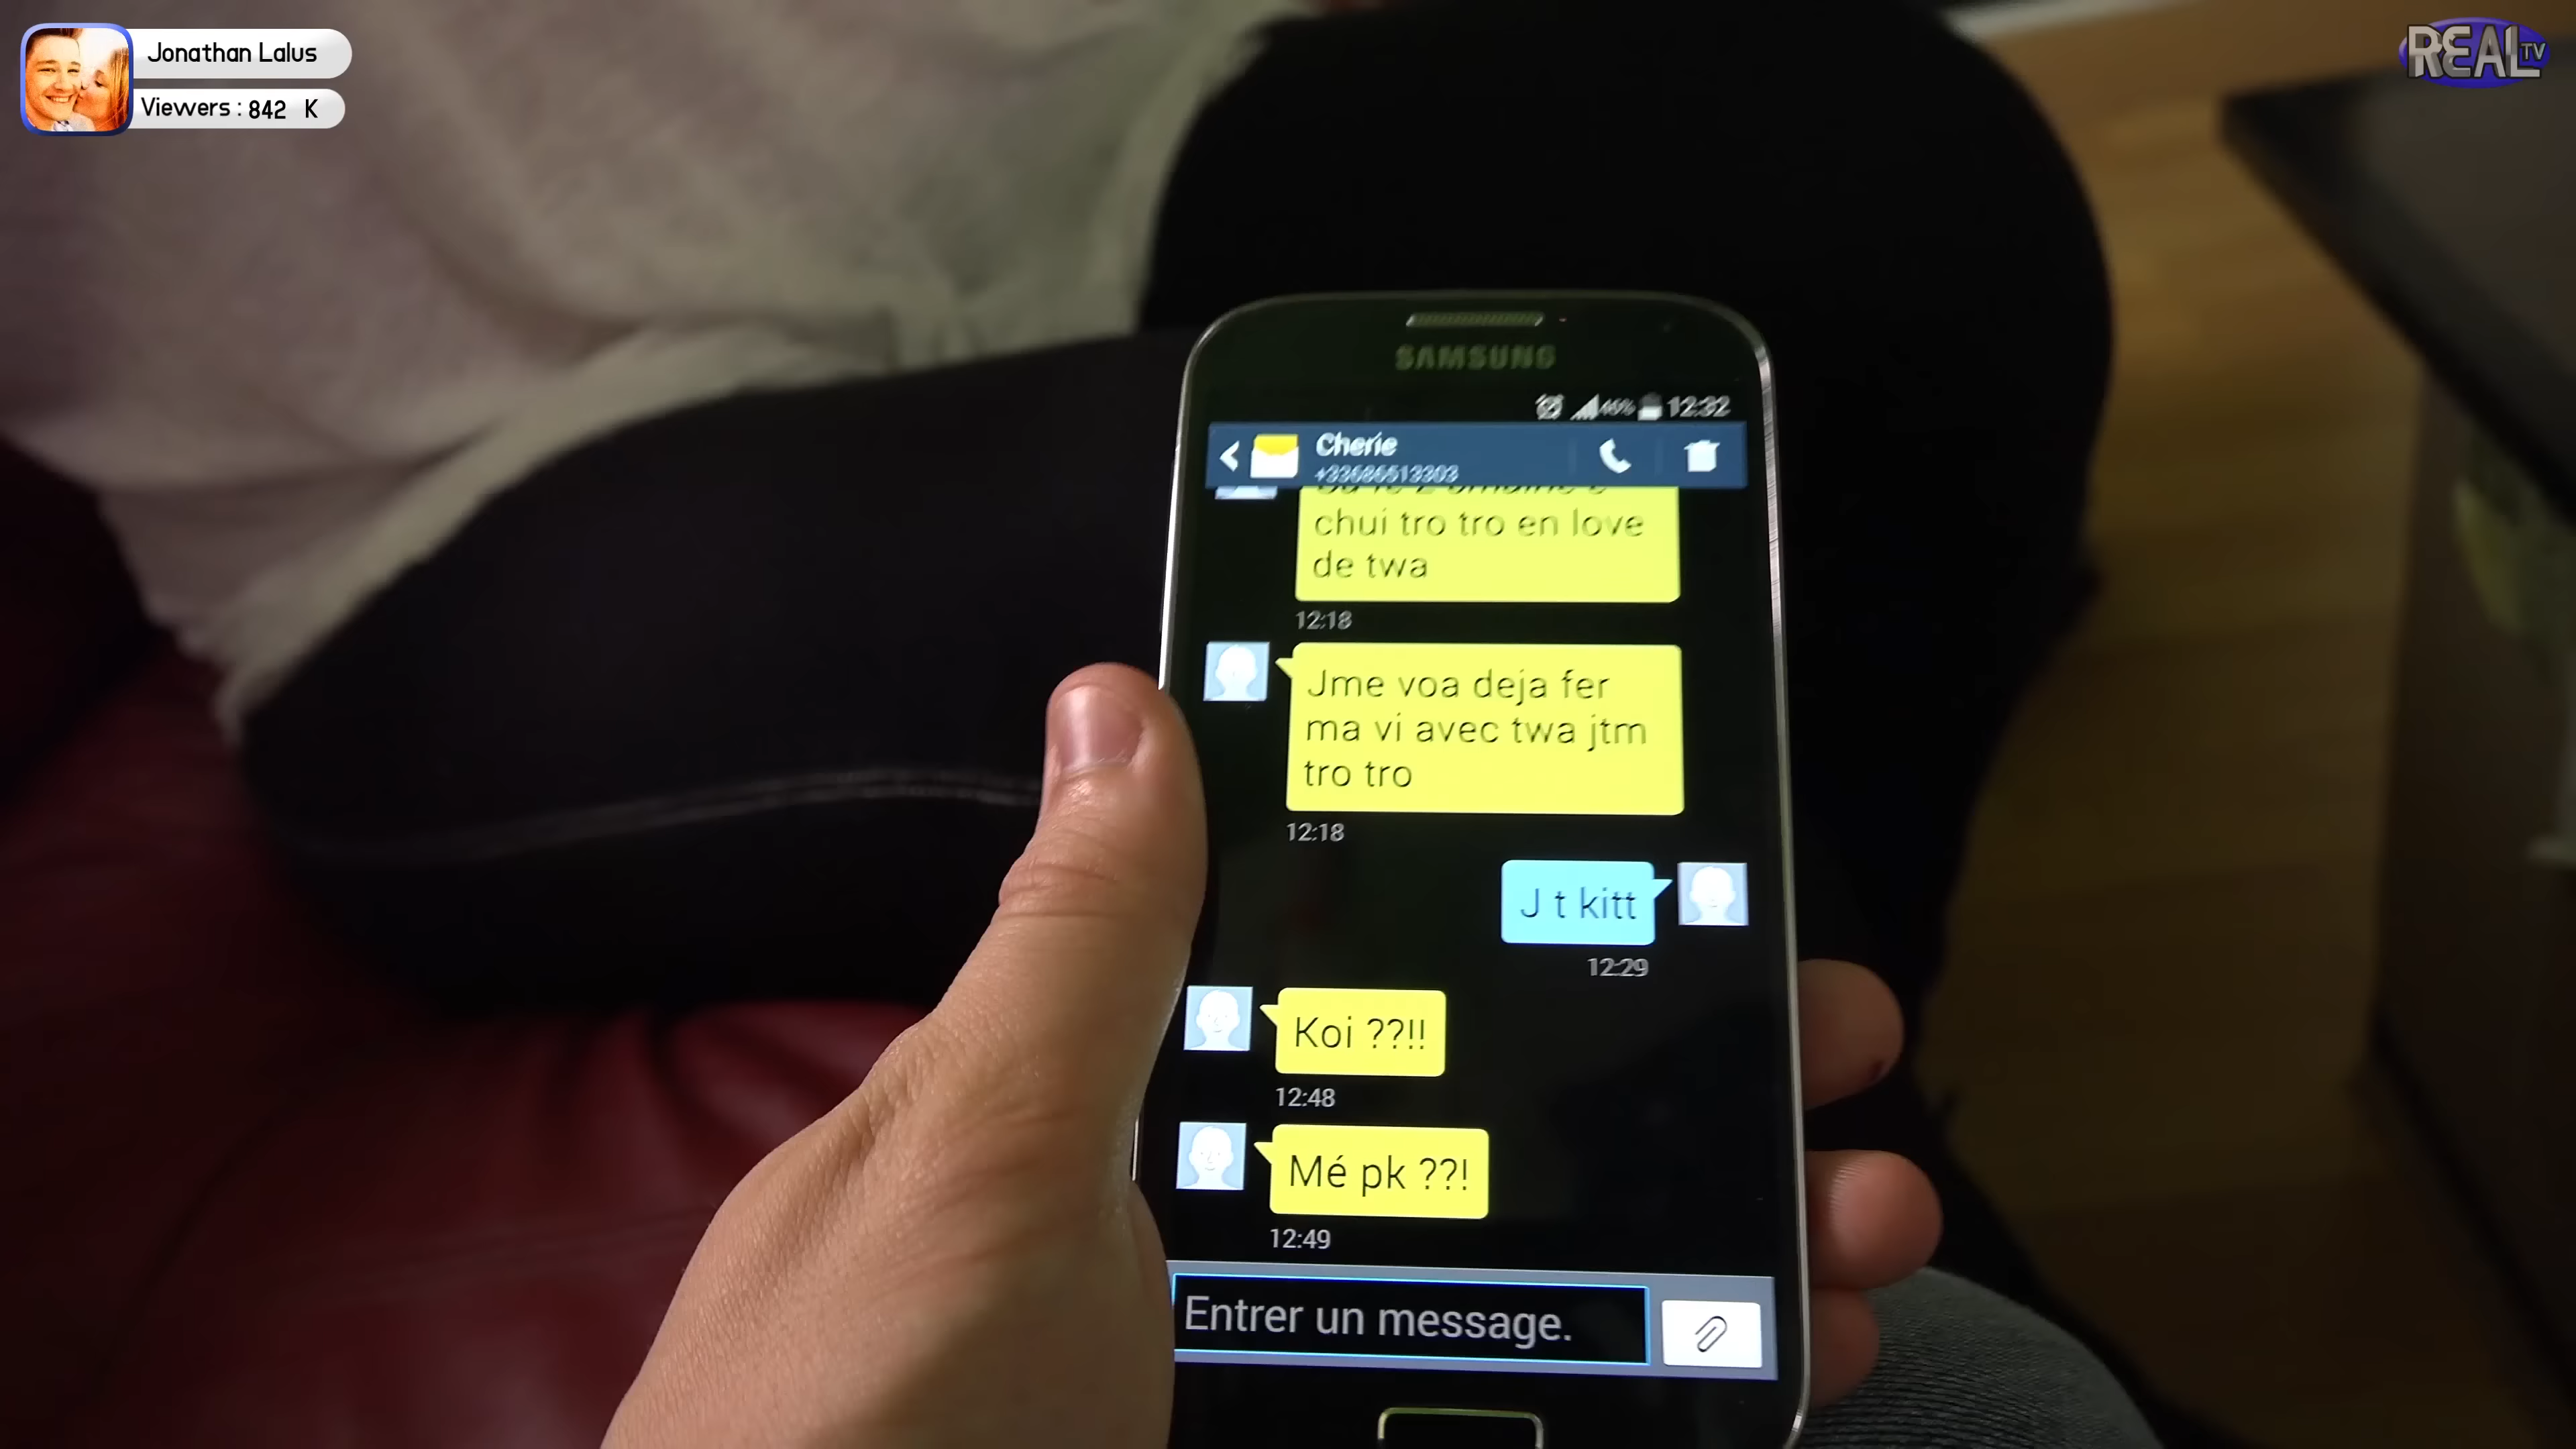 Jonathan Lalus
Viewers : 842 K
REAL TV
SAMSUNG
46% 12:32
Cherie
+33686513303
chui tro tro en love
de twa
12:18
Jme voa deja fer
ma vi avec twa jtm
tro tro
12:18
J t kitt
12:29
Koi ??!!
12:48
Mé pk ??!
12:49
Entrer un message.